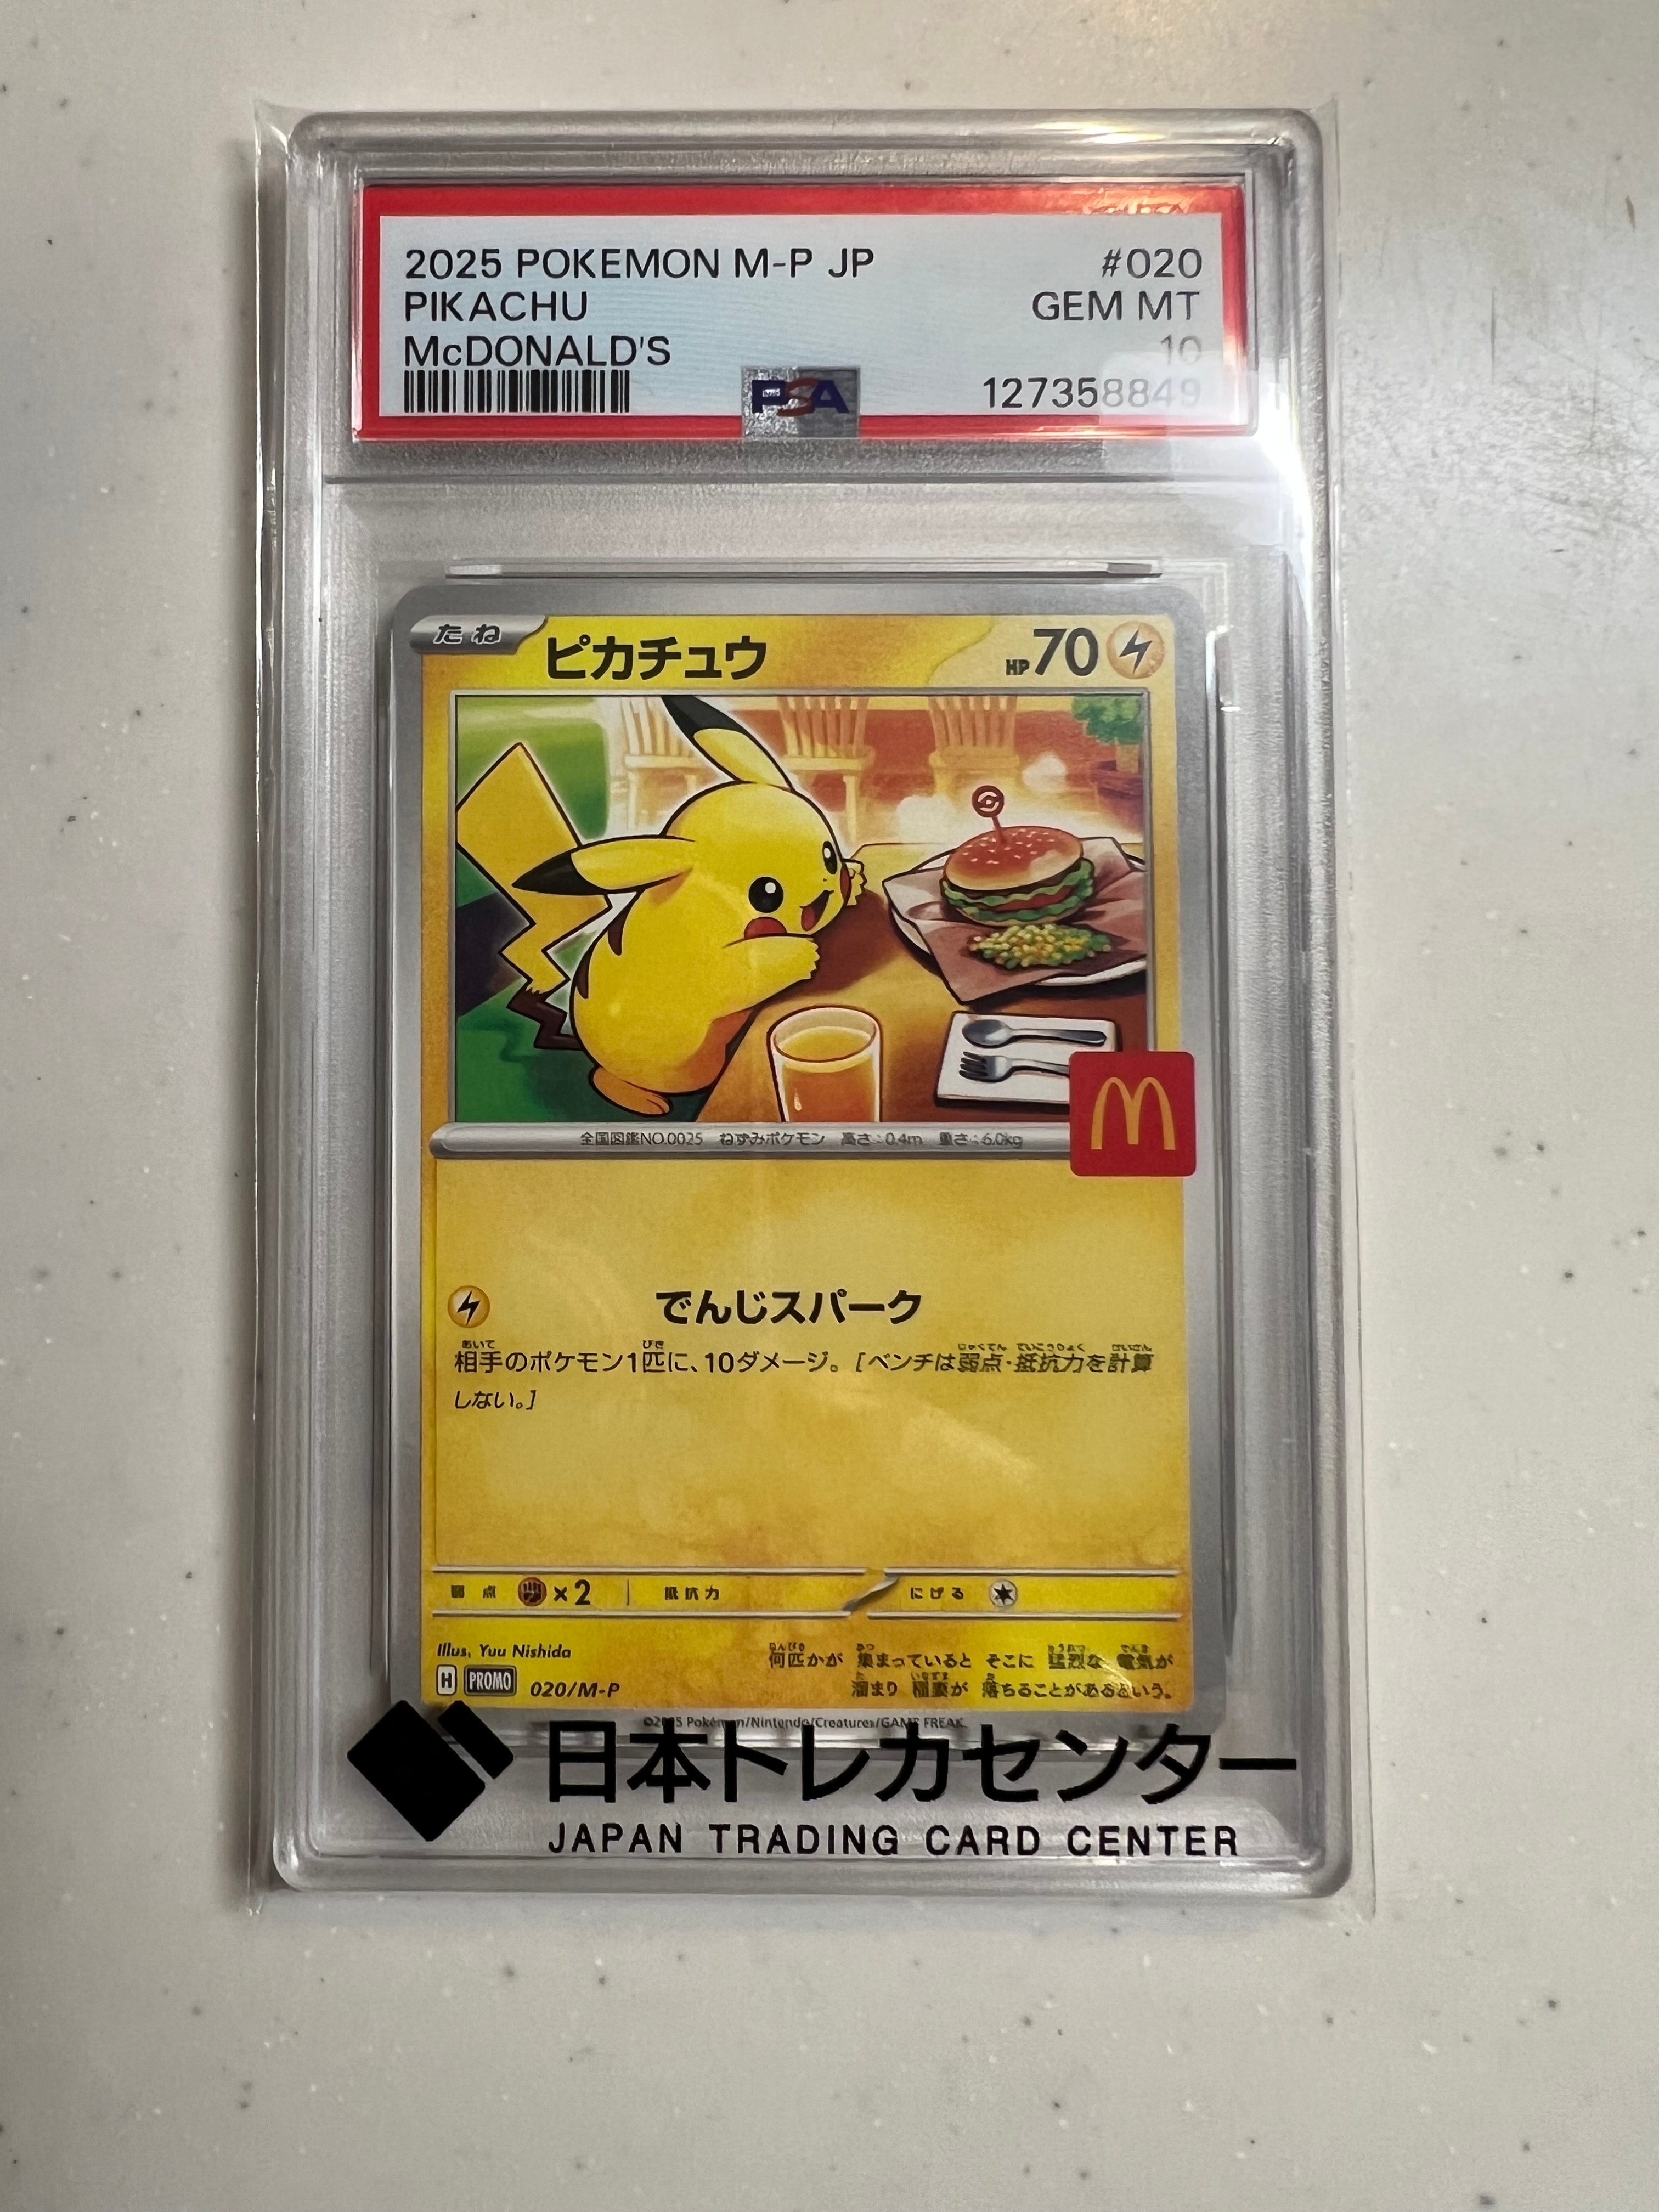 2025 POKEMON M-P JP #020
PIKACHU GEM MT
McDONALD'S 10
PSA 127358849
たね ピカチュウ HP70
M
全国図鑑NO.0025 ねずみポケモン 高さ:0.4m 重さ:6.0kg
でんじスパーク
相手のポケモン1匹に、10ダメージ。[ベンチは弱点・抵抗力を計算
しない。]
弱点 ×2 抵抗力 にげる
Illus. Yuu Nishida
H PROMO 020/M-P
何匹かが 集まっていると そこに 猛烈な 電気が
溜まり 稲妻が 落ちることがあるという。
©2025 Pokémon/Nintendo/Creatures/GAME FREAK
日本トレカセンター
JAPAN TRADING CARD CENTER